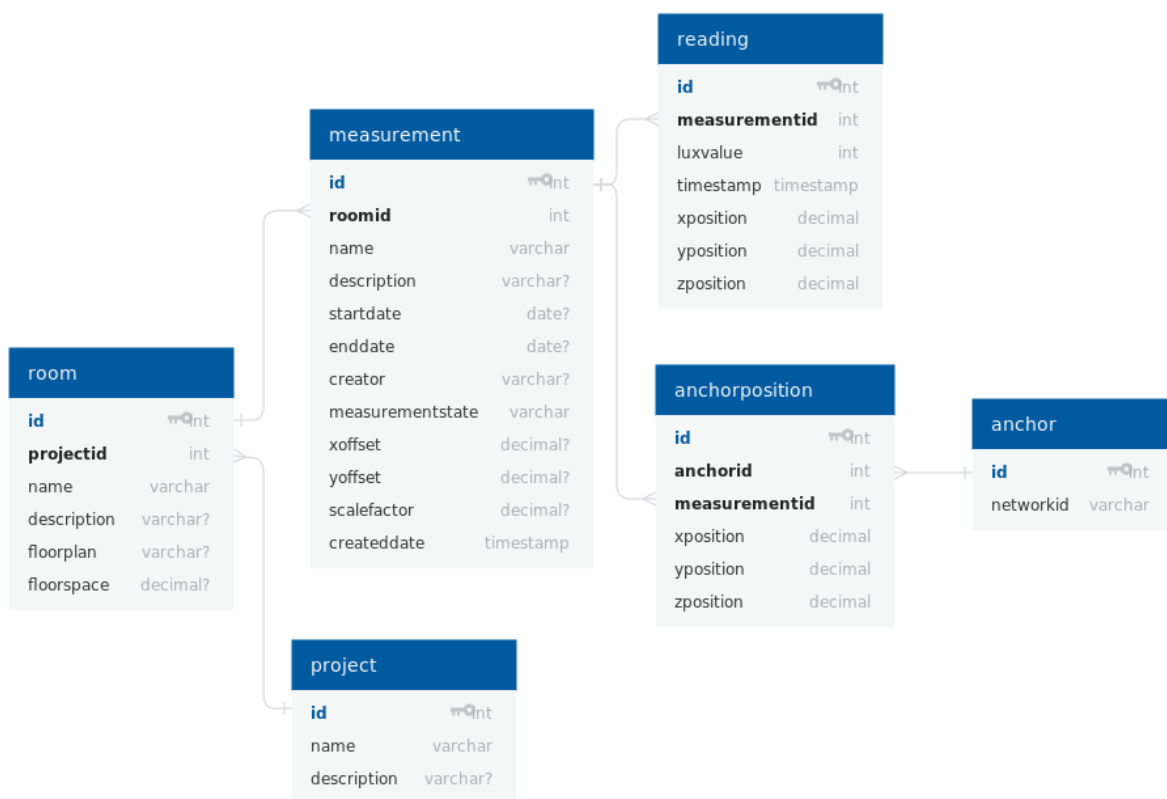 reading
id int
measurementid int
luxvalue int
timestamp timestamp
xposition decimal
yposition decimal
zposition decimal
measurement
id int
roomid int
name varchar
description varchar?
startdate date?
enddate date?
creator varchar?
measurementstate varchar
xoffset decimal?
yoffset decimal?
scalefactor decimal?
createddate timestamp
room
id int
projectid int
name varchar
description varchar?
floorplan varchar?
floorspace decimal?
anchorposition
id int
anchorid int
measurementid int
xposition decimal
yposition decimal
zposition decimal
anchor
id int
networkid varchar
project
id int
name varchar
description varchar?